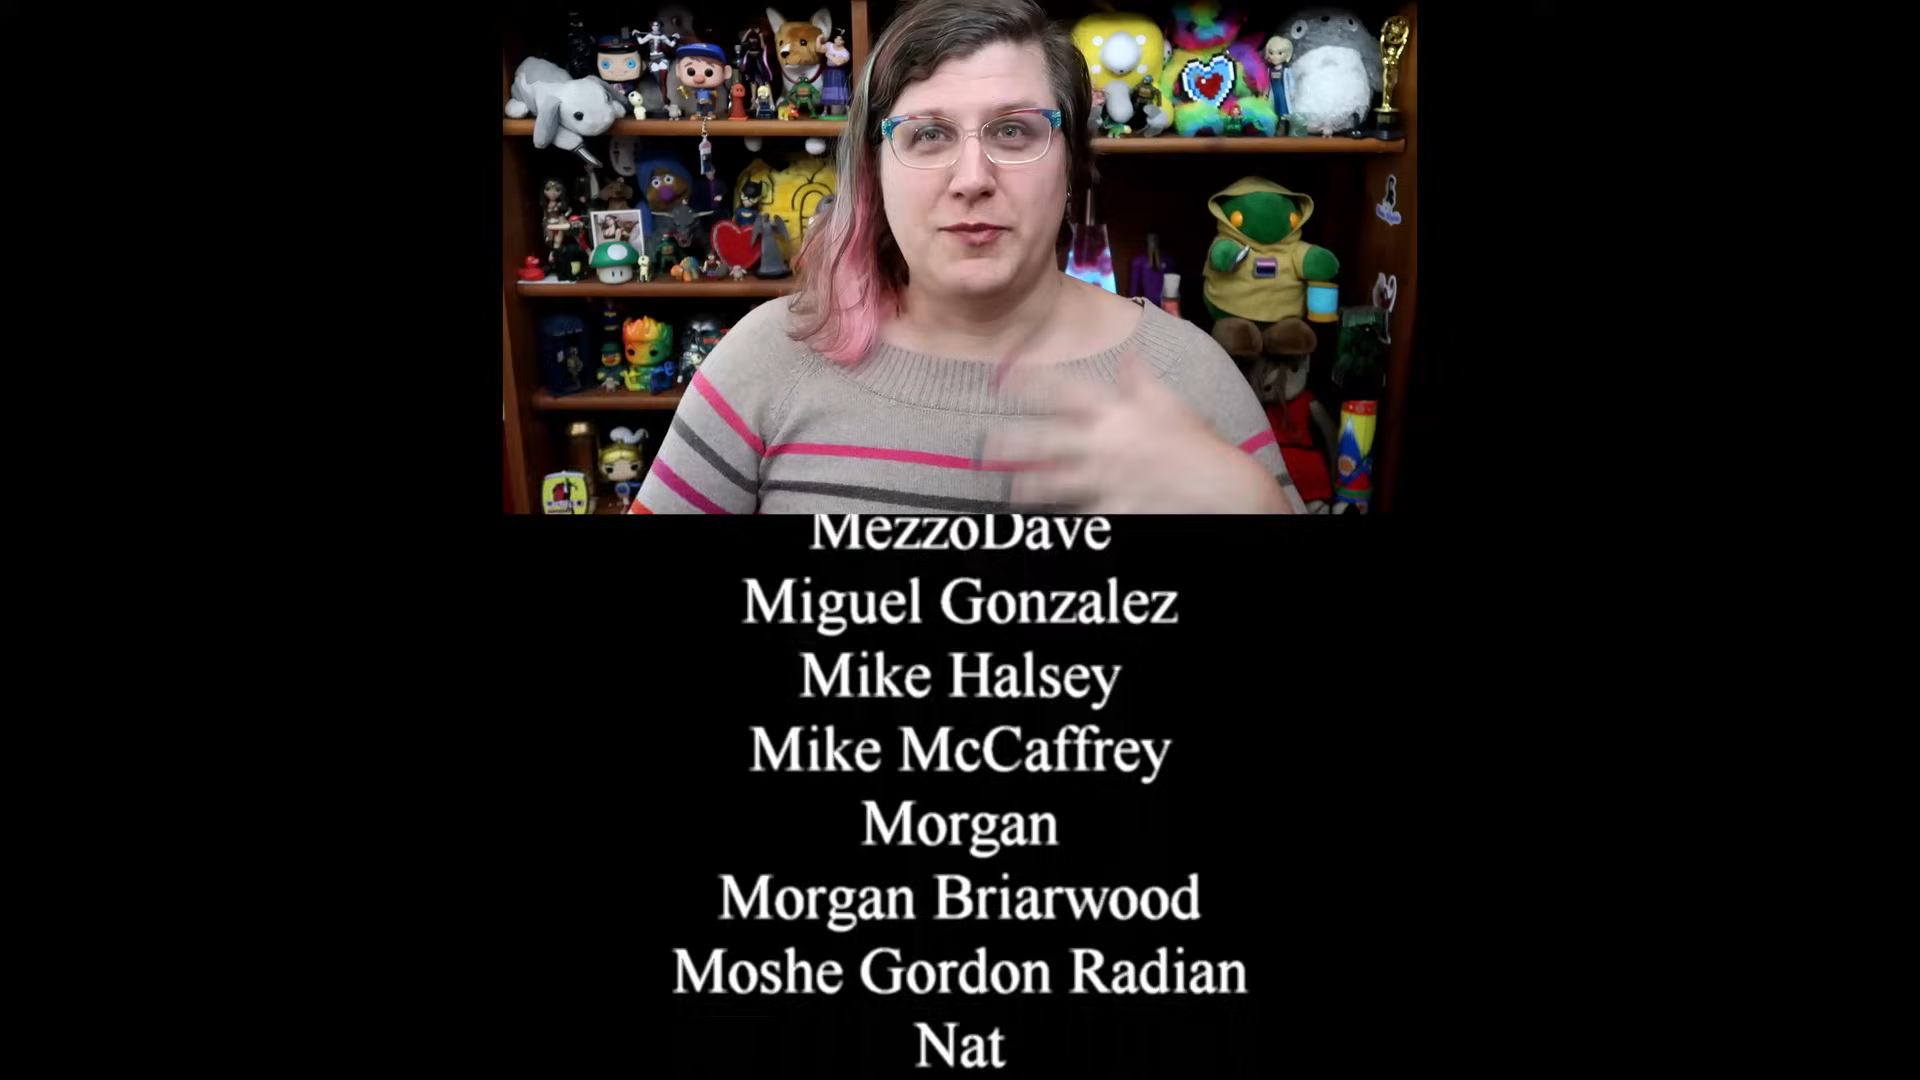 MezzoDave
Miguel Gonzalez
Mike Halsey
Mike McCaffrey
Morgan
Morgan Briarwood
Moshe Gordon Radian
Nat